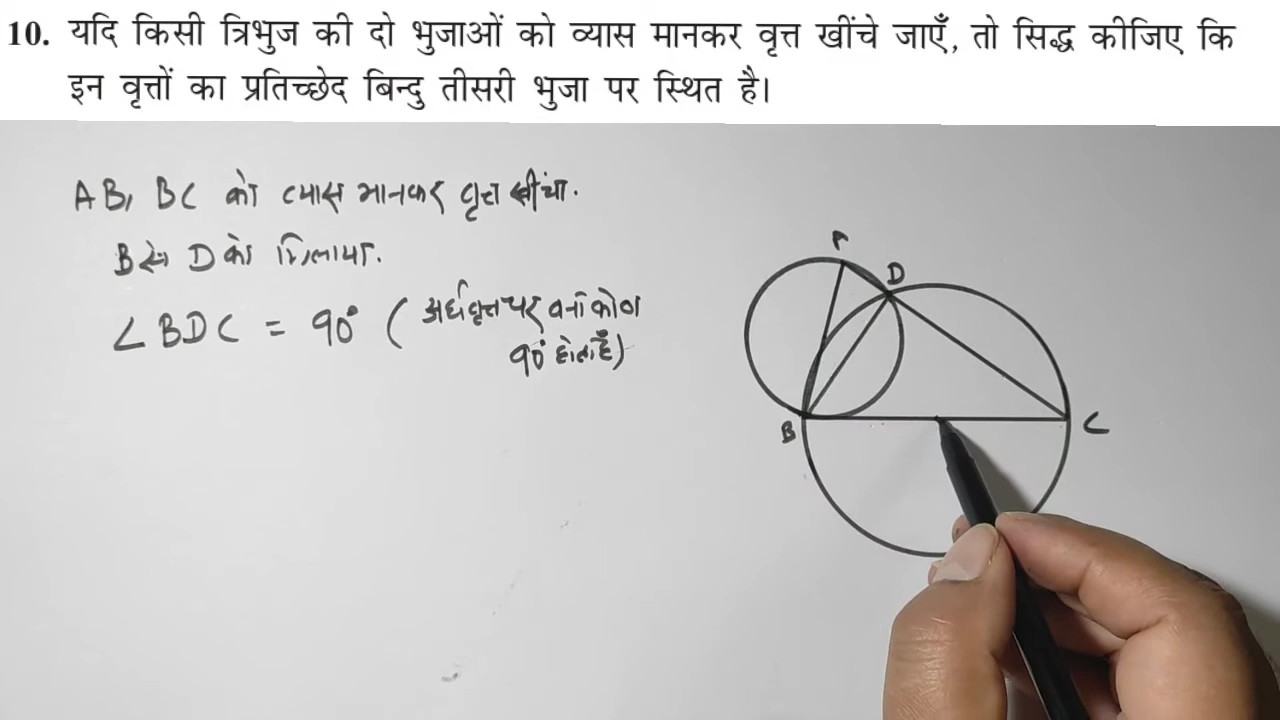 10. यदि किसी त्रिभुज की दो भुजाओं को व्यास मानकर वृत्त खींचे जाएँ, तो सिद्ध कीजिए कि
इन वृत्तों का प्रतिच्छेद बिन्दु तीसरी भुजा पर स्थित है।
AB, BC को व्यास मानकर वृत्त खींचा.
B से D को मिलाया.
∠BDC = 90° ( अर्धवृत्त पर बना कोण
90° होता है)
A
D
B
C